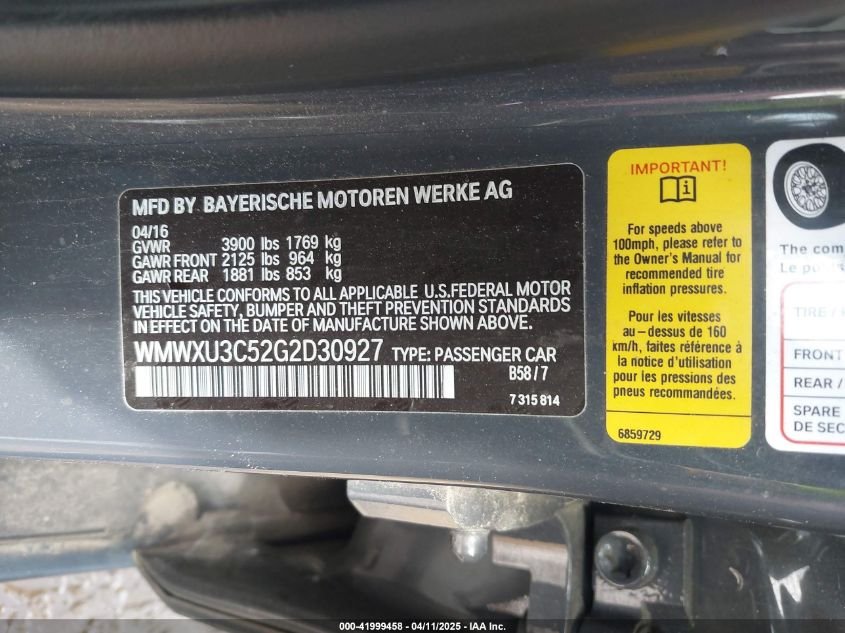 MFD BY BAYERISCHE MOTOREN WERKE AG
04/16
GVWR 3900 lbs 1769 kg
GAWR FRONT 2125 lbs 964 kg
GAWR REAR 1881 lbs 853 kg
THIS VEHICLE CONFORMS TO ALL APPLICABLE U.S.FEDERAL MOTOR
VEHICLE SAFETY, BUMPER AND THEFT PREVENTION STANDARDS
IN EFFECT ON THE DATE OF MANUFACTURE SHOWN ABOVE.
WMWXU3C52G2D30927 TYPE: PASSENGER CAR
B58/7
7 315 814
IMPORTANT!
For speeds above
100mph, please refer to
the Owner's Manual for
recommended tire
inflation pressures.
Pour les vitesses
au-dessus de 160
km/h, faites référence à
la notice d'utilisation
pour les pressions des
pneus recommandées.
6859729
The com
Le
TIRE /
FRONT
REAR /
SPARE
DE SEC
000-41999458 - 04/11/2025 - IAA Inc.